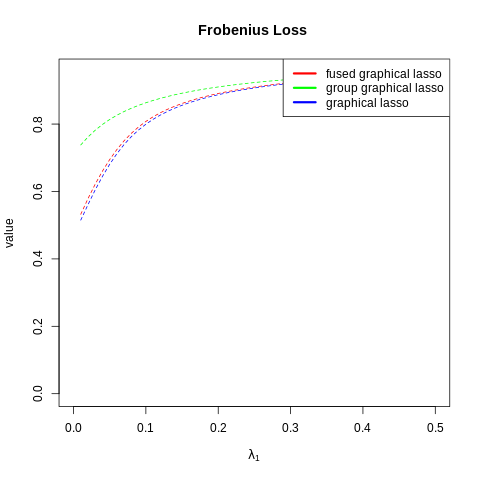 Frobenius Loss
fused graphical lasso
group graphical lasso
graphical lasso
value
0.8
0.6
0.4
0.2
0.0
0.0 0.1 0.2 0.3 0.4 0.5
λ₁